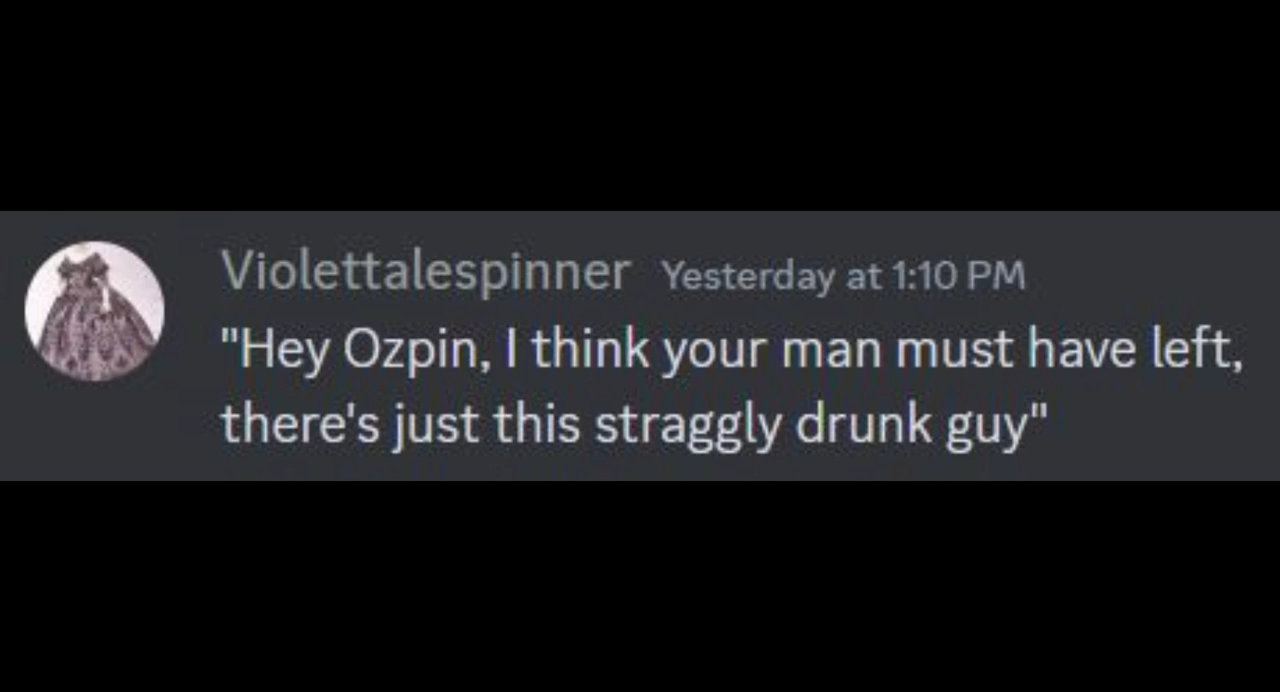 Violettalespinner Yesterday at 1:10 PM
"Hey Ozpin, I think your man must have left,
there's just this straggly drunk guy"